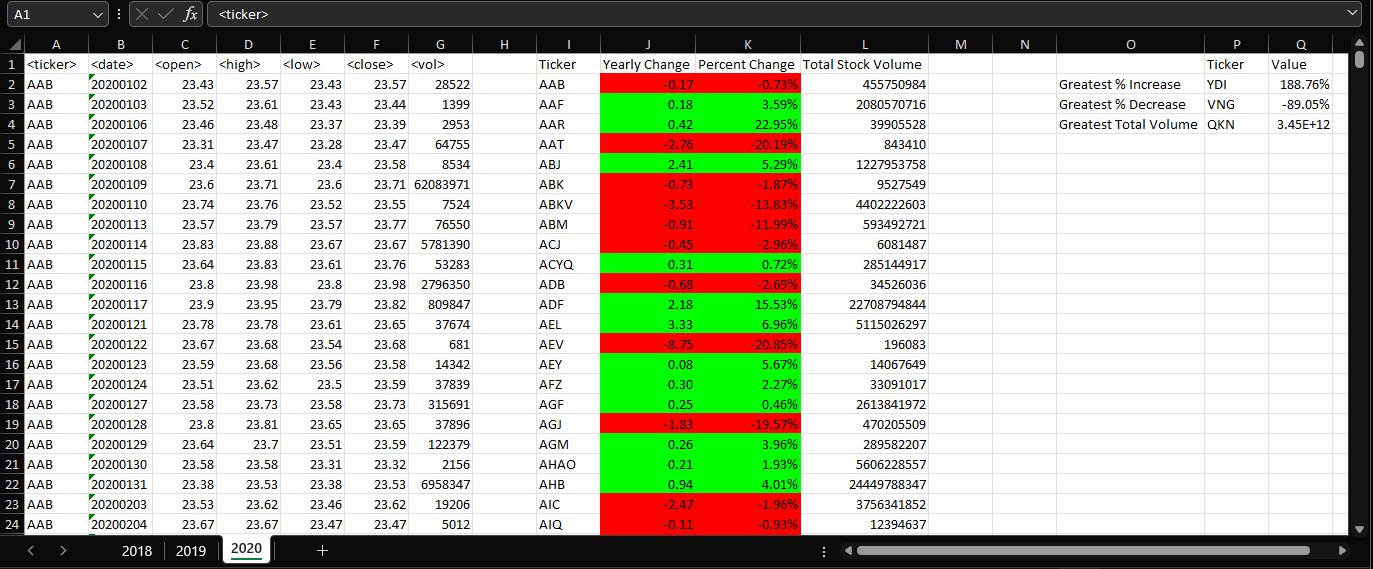 A1 fx <ticker>
A B C D E F G H I J K L M N O P Q
1 <ticker> <date> <open> <high> <low> <close> <vol> Ticker Yearly Change Percent Change Total Stock Volume Ticker Value
2 AAB 20200102 23.43 23.57 23.43 23.57 28522 AAB -0.17 -0.73% 455750984 Greatest % Increase YDI 188.76%
3 AAB 20200103 23.52 23.61 23.43 23.44 1399 AAF 0.18 3.59% 2080570716 Greatest % Decrease VNG -89.05%
4 AAB 20200106 23.46 23.48 23.37 23.39 2953 AAR 0.42 22.95% 39905528 Greatest Total Volume QKN 3.45E+12
5 AAB 20200107 23.31 23.47 23.28 23.47 64755 AAT -2.76 -20.19% 843410
6 AAB 20200108 23.4 23.61 23.4 23.58 8534 ABJ 2.41 5.29% 1227953758
7 AAB 20200109 23.6 23.71 23.6 23.71 62083971 ABK -0.73 -1.87% 9527549
8 AAB 20200110 23.74 23.76 23.52 23.55 7524 ABKV -3.53 -13.83% 4402222603
9 AAB 20200113 23.57 23.79 23.57 23.77 76550 ABM -0.91 -11.99% 593492721
10 AAB 20200114 23.83 23.88 23.67 23.67 5781390 ACJ -0.45 -2.96% 6081487
11 AAB 20200115 23.64 23.83 23.61 23.76 53283 ACYQ 0.31 0.72% 285144917
12 AAB 20200116 23.8 23.98 23.8 23.98 2796350 ADB -0.68 -2.69% 34526036
13 AAB 20200117 23.9 23.95 23.79 23.82 809847 ADF 2.18 15.53% 22708794844
14 AAB 20200121 23.78 23.78 23.61 23.65 37674 AEL 3.33 6.96% 5115026297
15 AAB 20200122 23.67 23.68 23.54 23.68 681 AEV -8.75 -20.85% 196083
16 AAB 20200123 23.59 23.68 23.56 23.58 14342 AEY 0.08 5.67% 14067649
17 AAB 20200124 23.51 23.62 23.5 23.59 37839 AFZ 0.30 2.27% 33091017
18 AAB 20200127 23.58 23.73 23.58 23.73 315691 AGF 0.25 0.46% 2613841972
19 AAB 20200128 23.8 23.81 23.65 23.65 37896 AGJ -1.83 -19.57% 470205509
20 AAB 20200129 23.64 23.7 23.51 23.59 122379 AGM 0.26 3.96% 289582207
21 AAB 20200130 23.58 23.58 23.31 23.32 2156 AHAO 0.21 1.93% 5606228557
22 AAB 20200131 23.38 23.53 23.38 23.53 6958347 AHB 0.94 4.01% 24449788347
23 AAB 20200203 23.53 23.62 23.46 23.62 19206 AIC -2.47 -1.96% 3756341852
24 AAB 20200204 23.67 23.67 23.47 23.47 5012 AIQ -0.11 -0.93% 12394637
2018 2019 2020